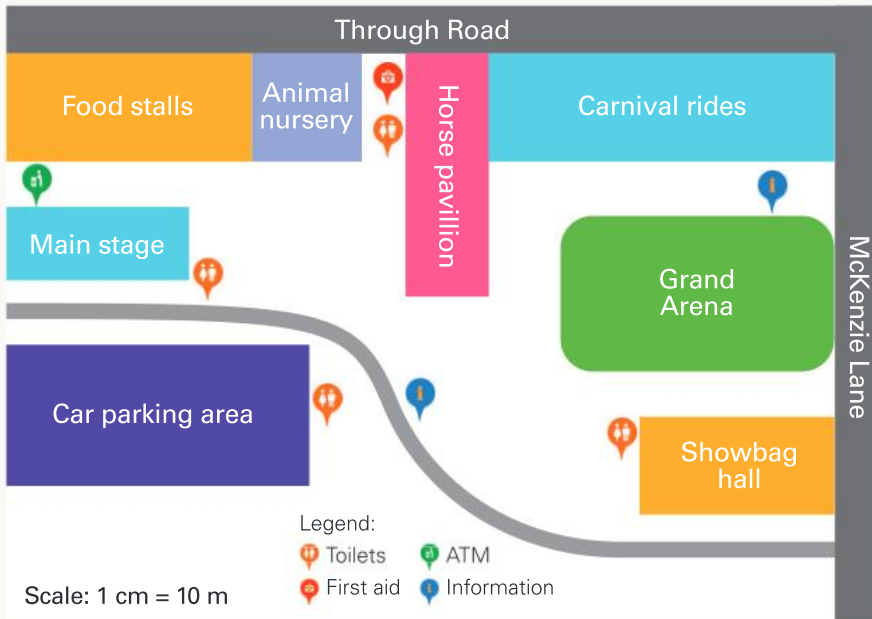 Through Road
Food stalls
Animal
nursery
Horse pavillion
Carnival rides
Main stage
Grand
Arena
McKenzie Lane
Car parking area
Showbag
hall
Legend:
Toilets
ATM
First aid
Information
Scale: 1 cm = 10 m